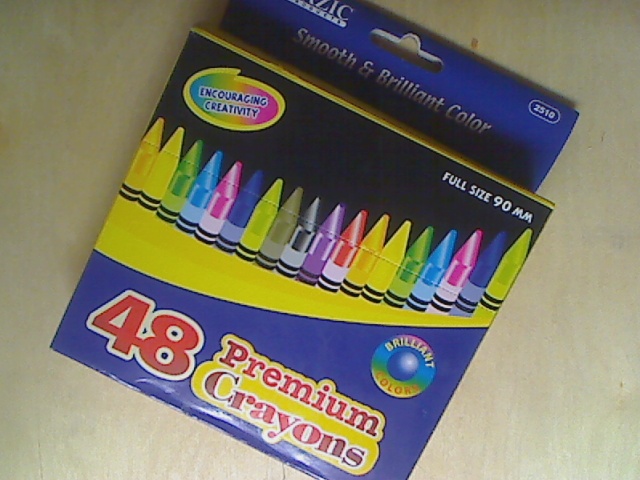 Smooth & Brilliant Color
2510
ENCOURAGING
CREATIVITY
FULL SIZE 90 MM
BRILLIANT
COLORS
48
Premium
Crayons